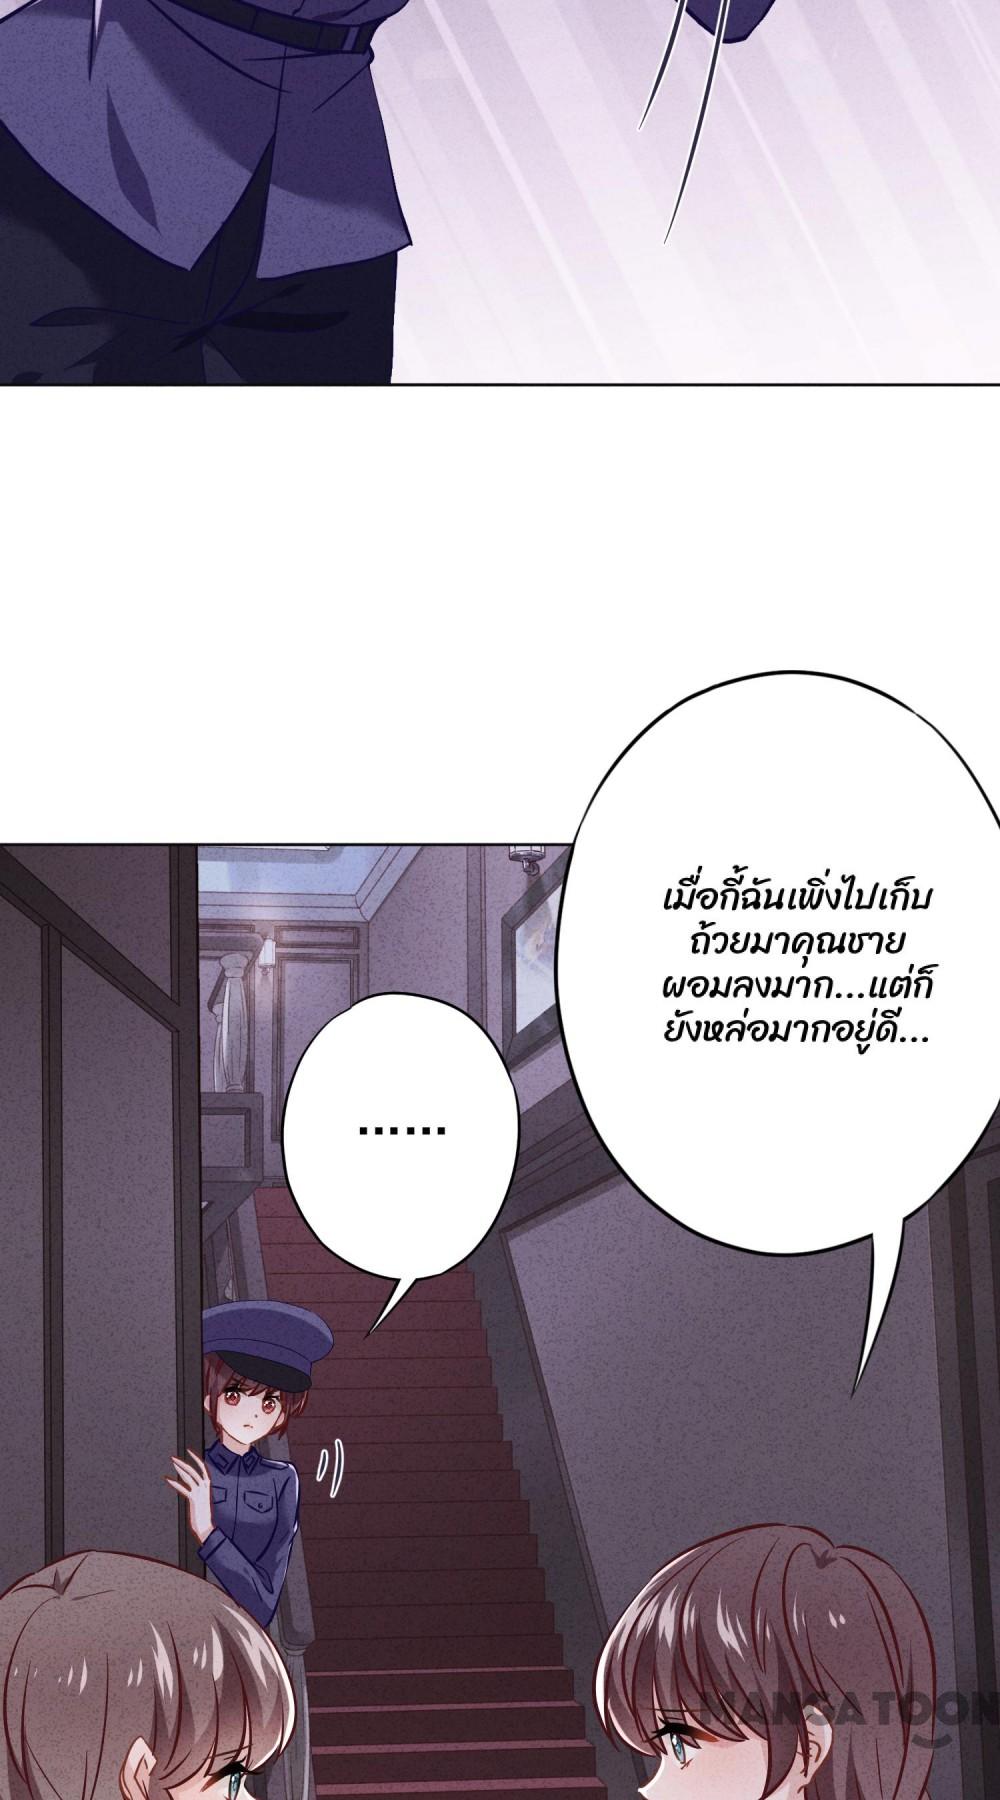 เมื่อกี้ฉันเพิ่งไปเก็บ
ถ้วยมาคุณชาย
ผอมลงมาก...แต่ก็
ยังหล่อมากอยู่ดี...
......
MANGATOON